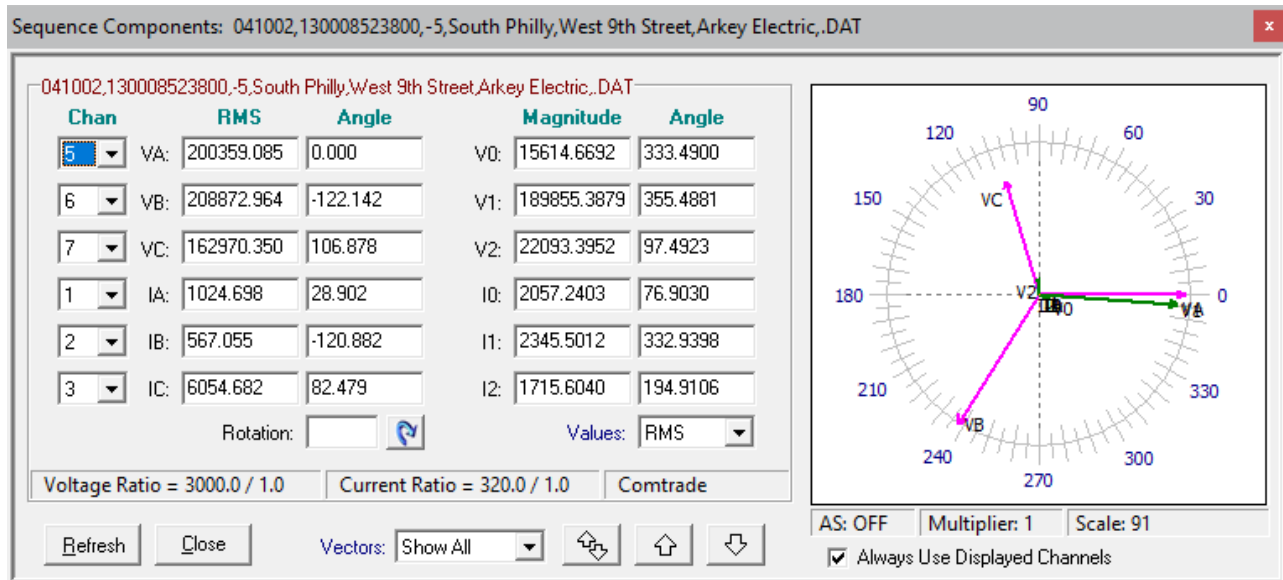 Sequence Components: 041002,130008523800,-5,South Philly,West 9th Street,Arkey Electric,.DAT
x
041002,130008523800,-5,South Philly,West 9th Street,Arkey Electric,.DAT
Chan RMS Angle Magnitude Angle
5 VA: 200359.085 0.000 V0: 15614.6692 333.4900
6 VB: 208872.964 -122.142 V1: 189855.3879 355.4881
7 VC: 162970.350 106.878 V2: 22093.3952 97.4923
1 IA: 1024.698 28.902 I0: 2057.2403 76.9030
2 IB: 567.055 -120.882 I1: 2345.5012 332.9398
3 IC: 6054.682 82.479 I2: 1715.6040 194.9106
Rotation: Values: RMS
Voltage Ratio = 3000.0 / 1.0 Current Ratio = 320.0 / 1.0 Comtrade
Refresh Close Vectors: Show All
90
120 60
150 VC 30
180 V2 0
VA
210 330
VB
240 300
270
AS: OFF Multiplier: 1 Scale: 91
Always Use Displayed Channels